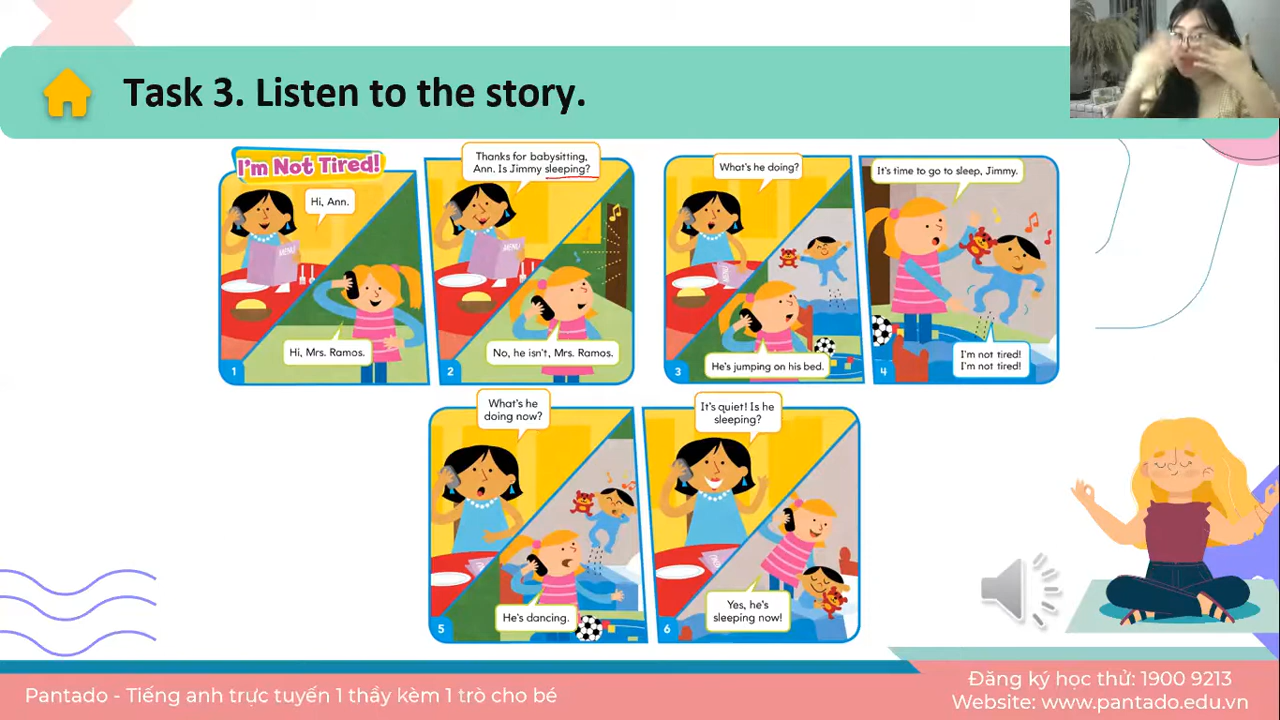 Task 3. Listen to the story.
I'm Not Tired!
Hi, Ann.
MENU
Hi, Mrs. Ramos.
1
Thanks for babysitting,
Ann. Is Jimmy sleeping?
MENU
No, he isn't, Mrs. Ramos.
2
What's he doing?
He's jumping on his bed.
3
It's time to go to sleep, Jimmy.
I'm not tired!
I'm not tired!
4
What's he
doing now?
He's dancing.
5
It's quiet! Is he
sleeping?
Yes, he's
sleeping now!
6
Pantado - Tiếng anh trực tuyến 1 thầy kèm 1 trò cho bé
Đăng ký học thử: 1900 9213
Website: www.pantado.edu.vn